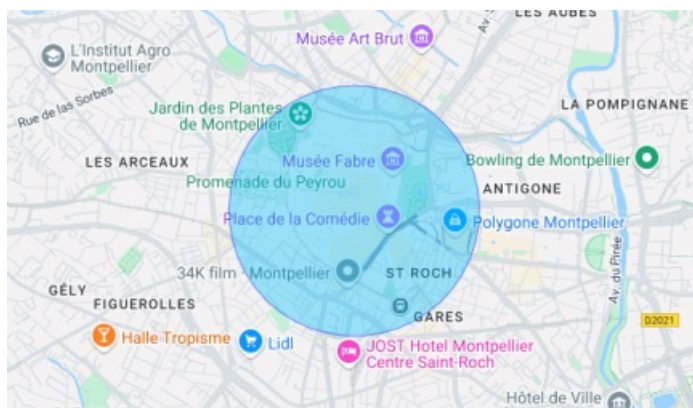 LES AUBES
Av.
Musée Art Brut
L'Institut Agro
Montpellier
Rue de las Sorbes
Jardin des Plantes
de Montpellier
LA POMPIGNANE
LES ARCEAUX
Musée Fabre
Bowling de Montpellier
Promenade du Peyrou
ANTIGONE
Place de la Comédie
Polygone Montpellier
34K film - Montpellier
ST ROCH
Av. du Pirée
GÉLY
FIGUEROLLES
GARES
D2021
Halle Tropisme
Lidl
JOST Hotel Montpellier
Centre Saint-Roch
Hôtel de Ville